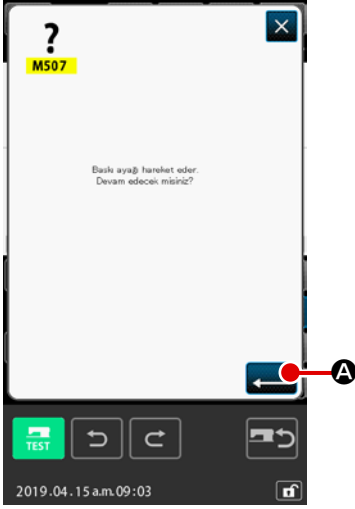 ?
M507
Baskı ayağı hareket eder.
Devam edecek misiniz?
A
TEST
2019.04.15 a.m. 09:03